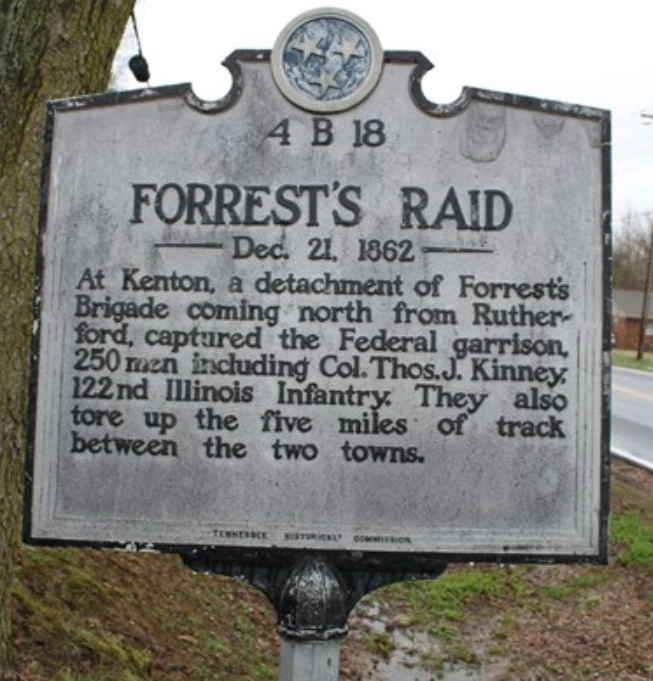 4 B 18
FORREST'S RAID
Dec. 21, 1862
At Kenton, a detachment of Forrest's
Brigade coming north from Ruther-
ford, captured the Federal garrison,
250 men including Col. Thos. J. Kinney,
122nd Illinois Infantry. They also
tore up the five miles of track
between the two towns.
TENNESSEE HISTORICAL COMMISSION